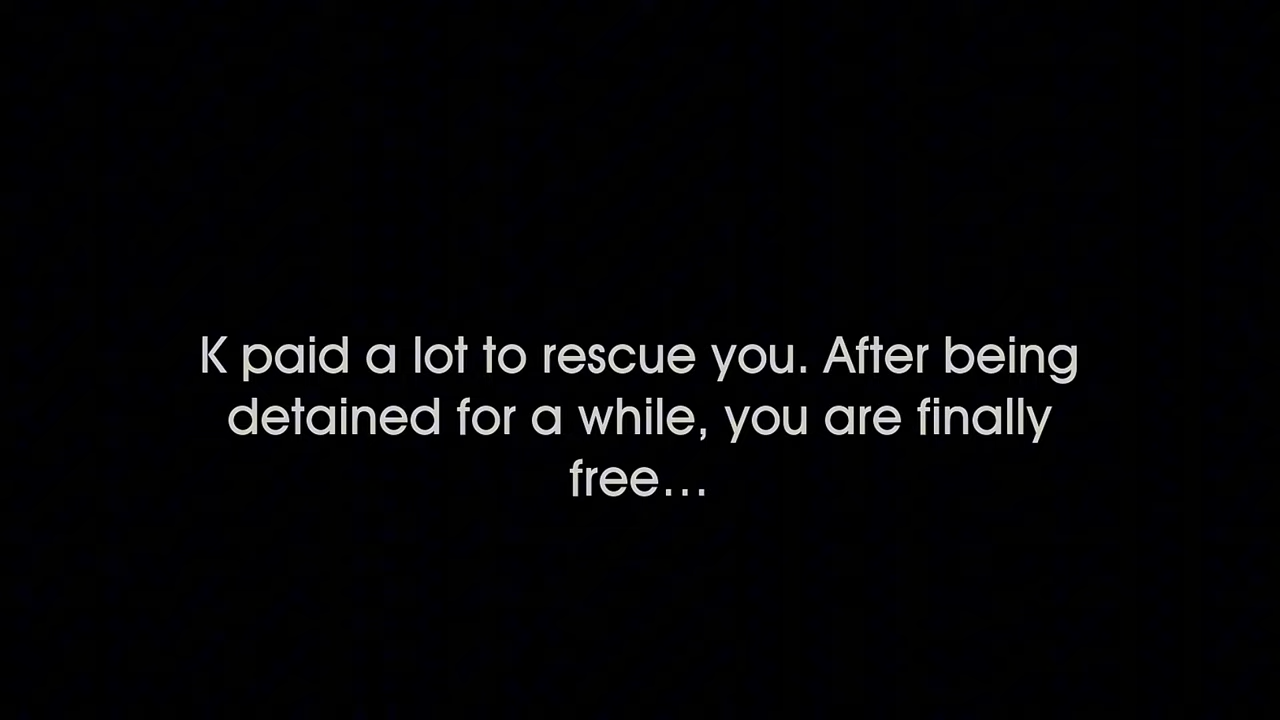 K paid a lot to rescue you. After being
detained for a while, you are finally
free...